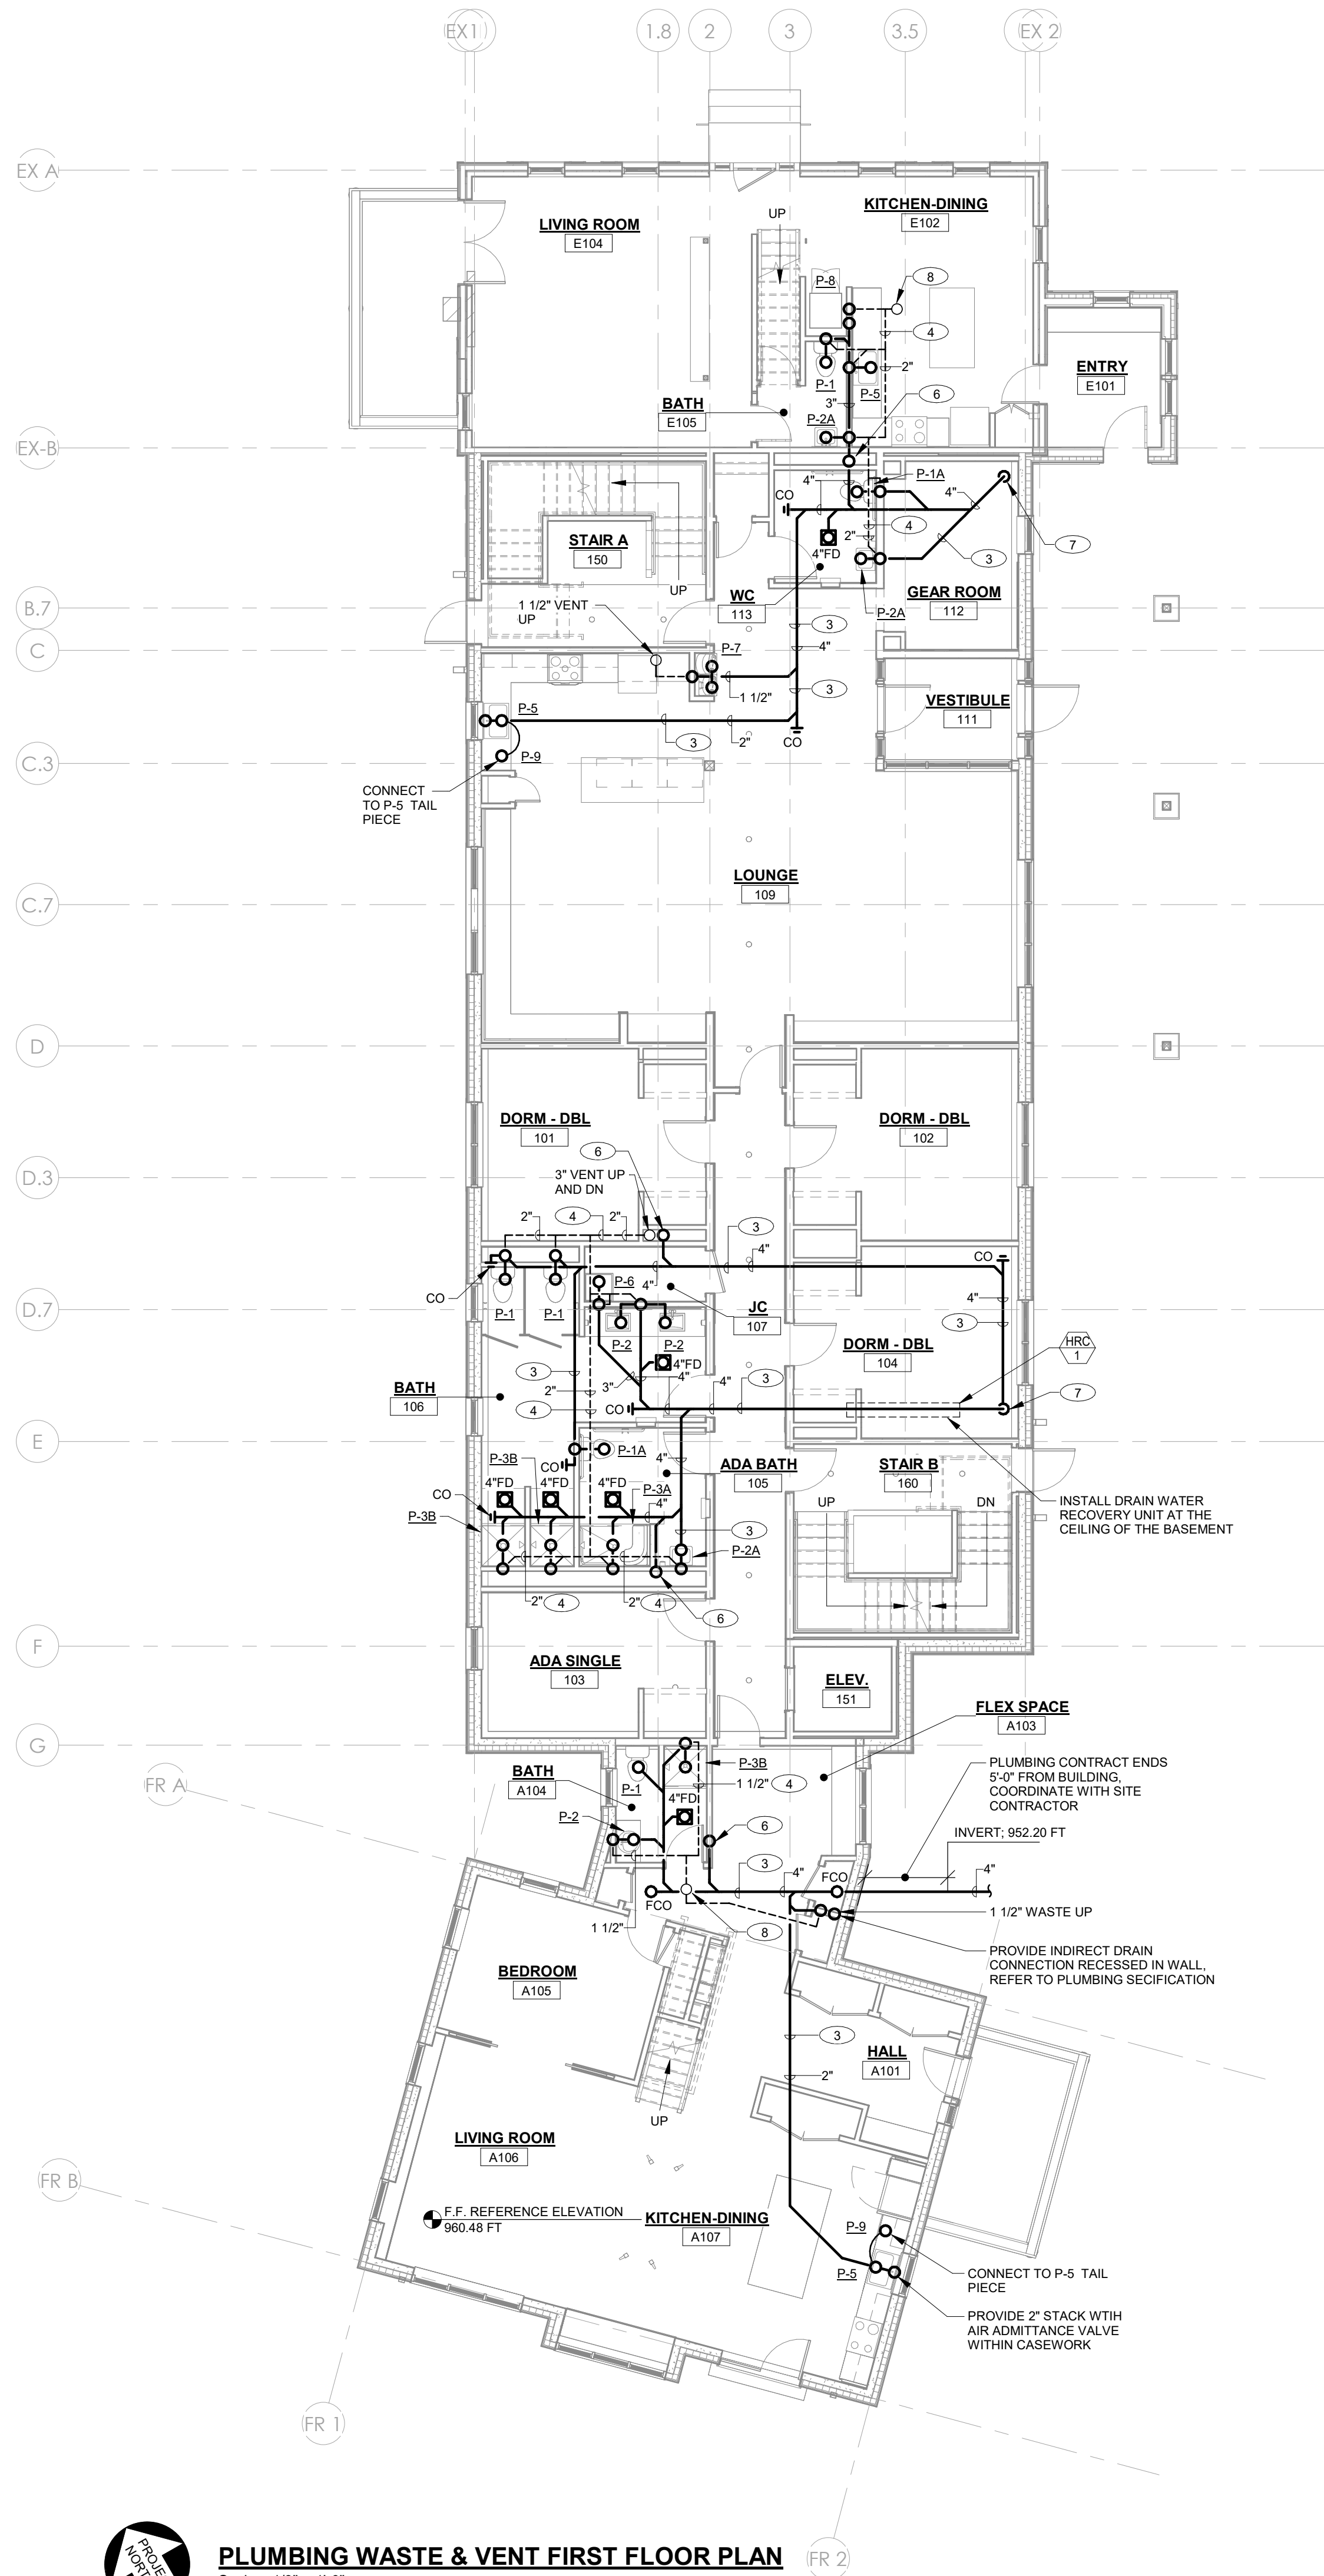 EX1
1.8
2
3
3.5
EX 2
EX A
LIVING ROOM
E104
UP
KITCHEN-DINING
E102
P-8
8
4
P-1
2"
P-5
ENTRY
E101
3"
6
BATH
E105
P-2A
EX-B
4"
P-1A
CO
4"
4
2"
4"FD
3
7
STAIR A
150
UP
WC
113
GEAR ROOM
112
P-2A
B.7
1 1/2" VENT
UP
3
C
P-7
4"
1 1/2"
3
VESTIBULE
111
P-5
3
2"
CO
P-9
C.3
CONNECT
TO P-5 TAIL
PIECE
LOUNGE
109
C.7
D
DORM - DBL
101
DORM - DBL
102
6
D.3
3" VENT UP
AND DN
2"
4
2"
3
4"
CO
CO
P-6
4"
4"
D.7
P-1
P-1
JC
107
3
P-2
P-2
DORM - DBL
104
HRC
1
3
4"FD
BATH
106
2"
3"
4"
4"
3
7
4
CO
E
P-1A
4"
ADA BATH
105
STAIR B
160
P-3B
CO
4"FD
4"FD
4"FD
P-3A
4"
UP
DN
INSTALL DRAIN WATER
RECOVERY UNIT AT THE
CEILING OF THE BASEMENT
CO
P-3B
3
P-2A
2"
4
2"
4
6
F
ADA SINGLE
103
ELEV.
151
FLEX SPACE
A103
G
PLUMBING CONTRACT ENDS
5'-0" FROM BUILDING,
COORDINATE WITH SITE
CONTRACTOR
FR A
BATH
A104
P-1
P-3B
1 1/2"
4
4"FD
P-2
6
INVERT; 952.20 FT
3
4"
FCO
4"
FCO
1 1/2" WASTE UP
1 1/2"
8
PROVIDE INDIRECT DRAIN
CONNECTION RECESSED IN WALL,
REFER TO PLUMBING SECIFICATION
BEDROOM
A105
3
HALL
A101
2"
UP
LIVING ROOM
A106
FR B
F.F. REFERENCE ELEVATION
960.48 FT
KITCHEN-DINING
A107
P-9
P-5
CONNECT TO P-5 TAIL
PIECE
PROVIDE 2" STACK WTIH
AIR ADMITTANCE VALVE
WITHIN CASEWORK
FR 1
PLUMBING WASTE & VENT FIRST FLOOR PLAN
FR 2